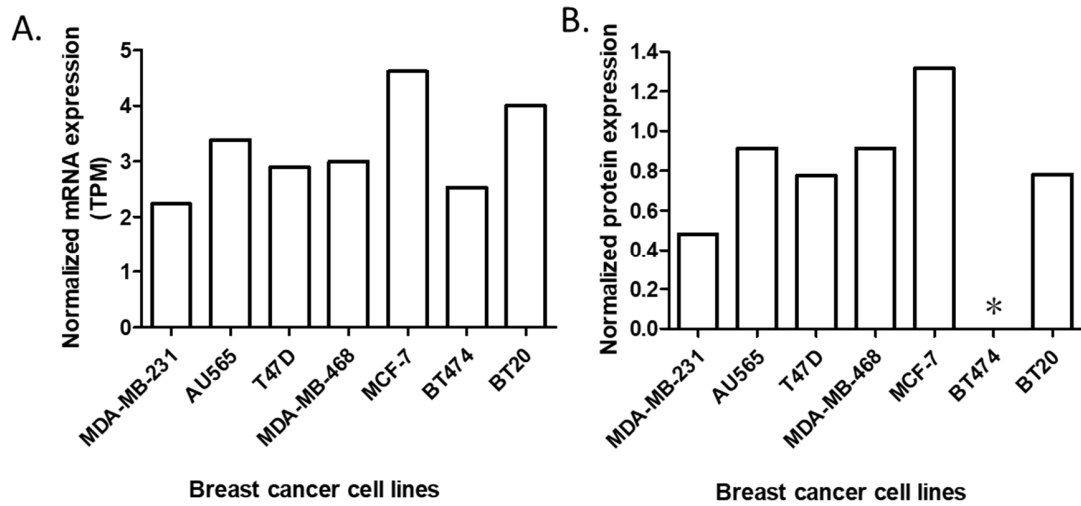 A.
Normalized mRNA expression
(TPM)
5
4
3
2
1
0
MDA-MB-231
AU565
T47D
MDA-MB-468
MCF-7
BT474
BT20
Breast cancer cell lines
B.
Normalized protein expression
1.4
1.2
1.0
0.8
0.6
0.4
0.2
0.0
*
MDA-MB-231
AU565
T47D
MDA-MB-468
MCF-7
BT474
BT20
Breast cancer cell lines